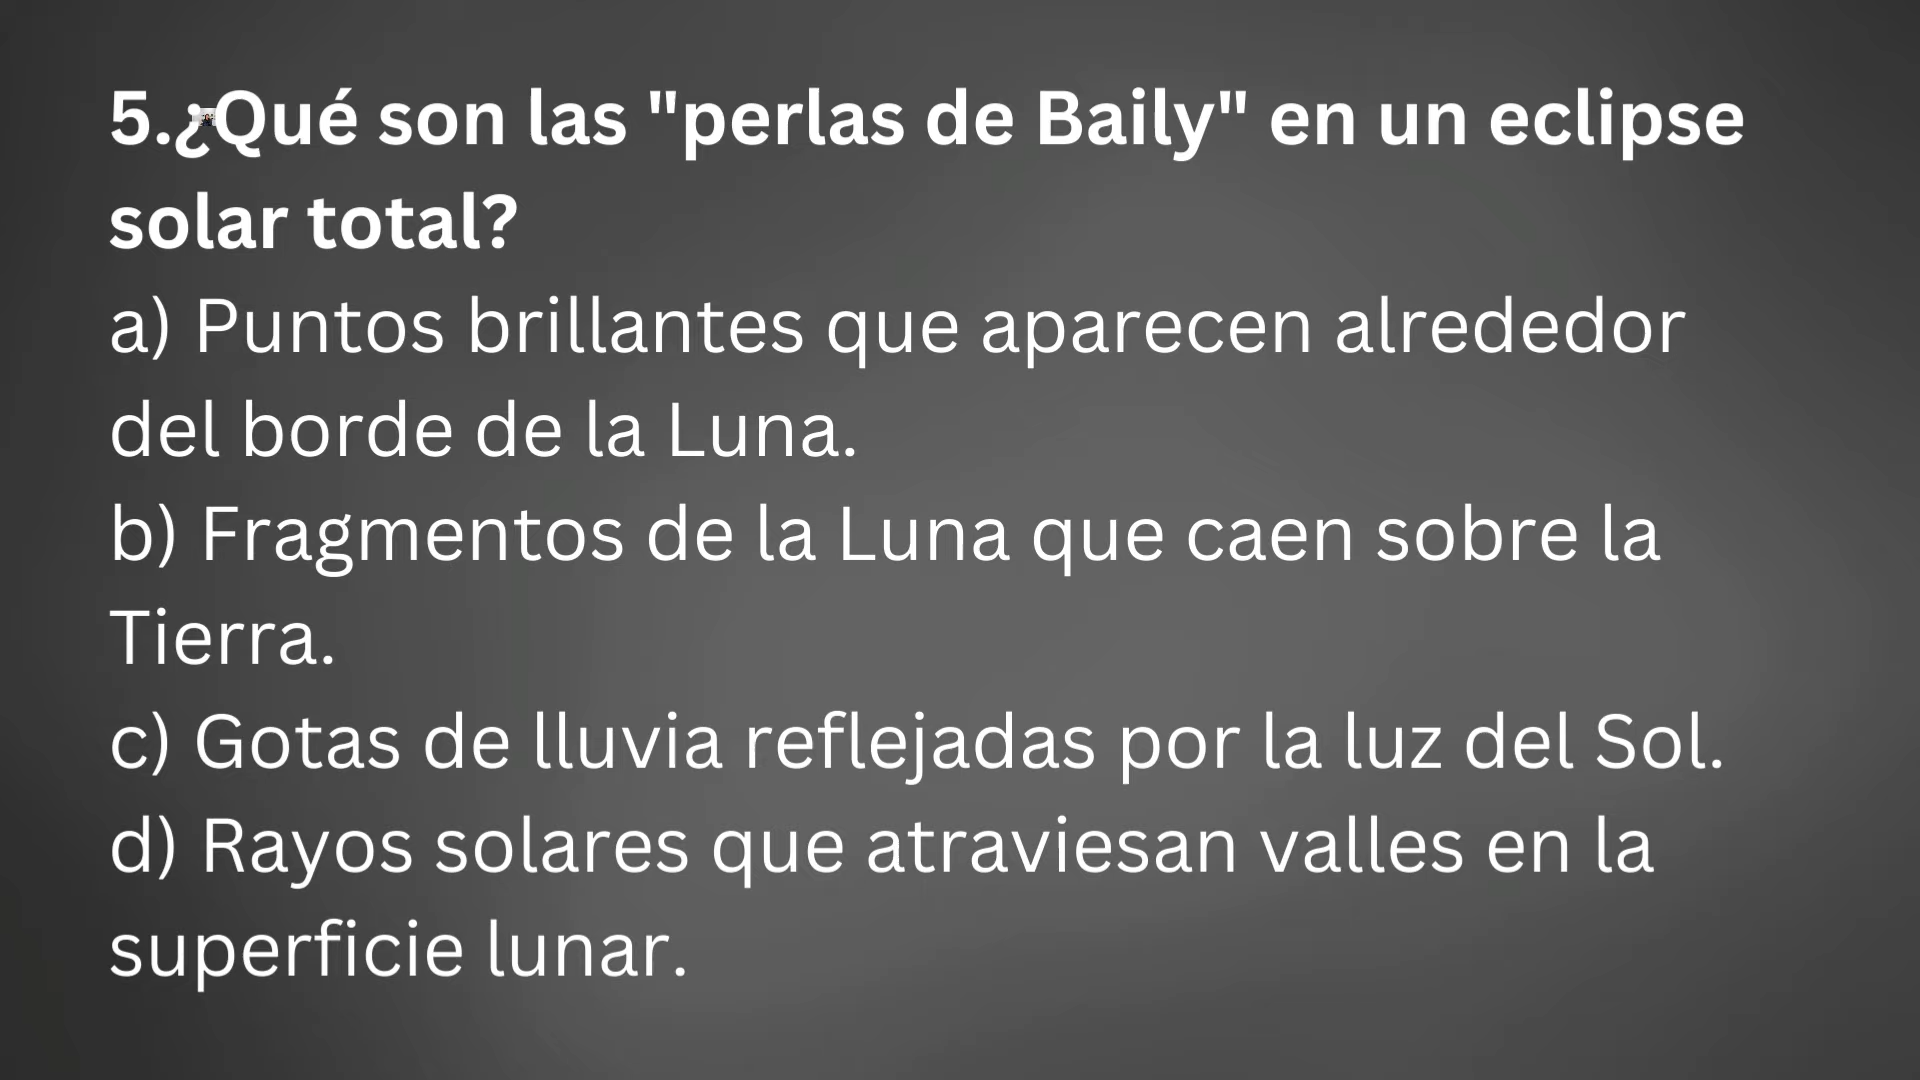 5.¿Qué son las "perlas de Baily" en un eclipse
solar total?
a) Puntos brillantes que aparecen alrededor
del borde de la Luna.
b) Fragmentos de la Luna que caen sobre la
Tierra.
c) Gotas de lluvia reflejadas por la luz del Sol.
d) Rayos solares que atraviesan valles en la
superficie lunar.